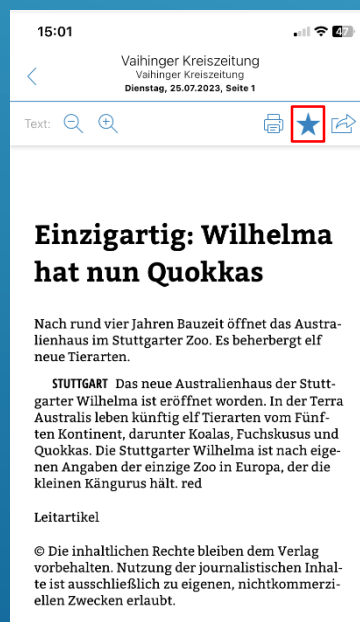 15:01
47
Vaihinger Kreiszeitung
Vaihinger Kreiszeitung
Dienstag, 25.07.2023, Seite 1
Text:
Einzigartig: Wilhelma
hat nun Quokkas
Nach rund vier Jahren Bauzeit öffnet das Austra-
lienhaus im Stuttgarter Zoo. Es beherbergt elf
neue Tierarten.
STUTTGART Das neue Australienhaus der Stutt-
garter Wilhelma ist eröffnet worden. In der Terra
Australis leben künftig elf Tierarten vom Fünf-
ten Kontinent, darunter Koalas, Fuchskusus und
Quokkas. Die Stuttgarter Wilhelma ist nach eige-
nen Angaben der einzige Zoo in Europa, der die
kleinen Kängurus hält. red
Leitartikel
© Die inhaltlichen Rechte bleiben dem Verlag
vorbehalten. Nutzung der journalistischen Inhal-
te ist ausschließlich zu eigenen, nichtkommerzi-
ellen Zwecken erlaubt.